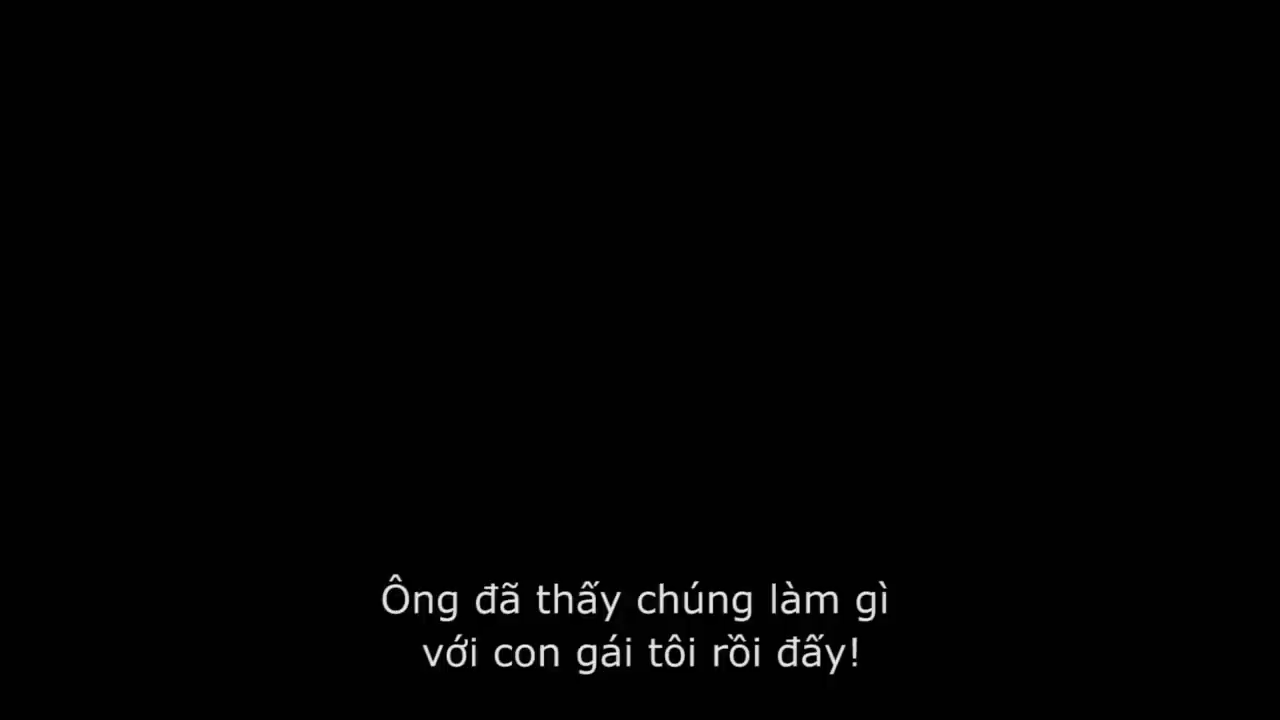 Ông đã thấy chúng làm gì
với con gái tôi rồi đấy!